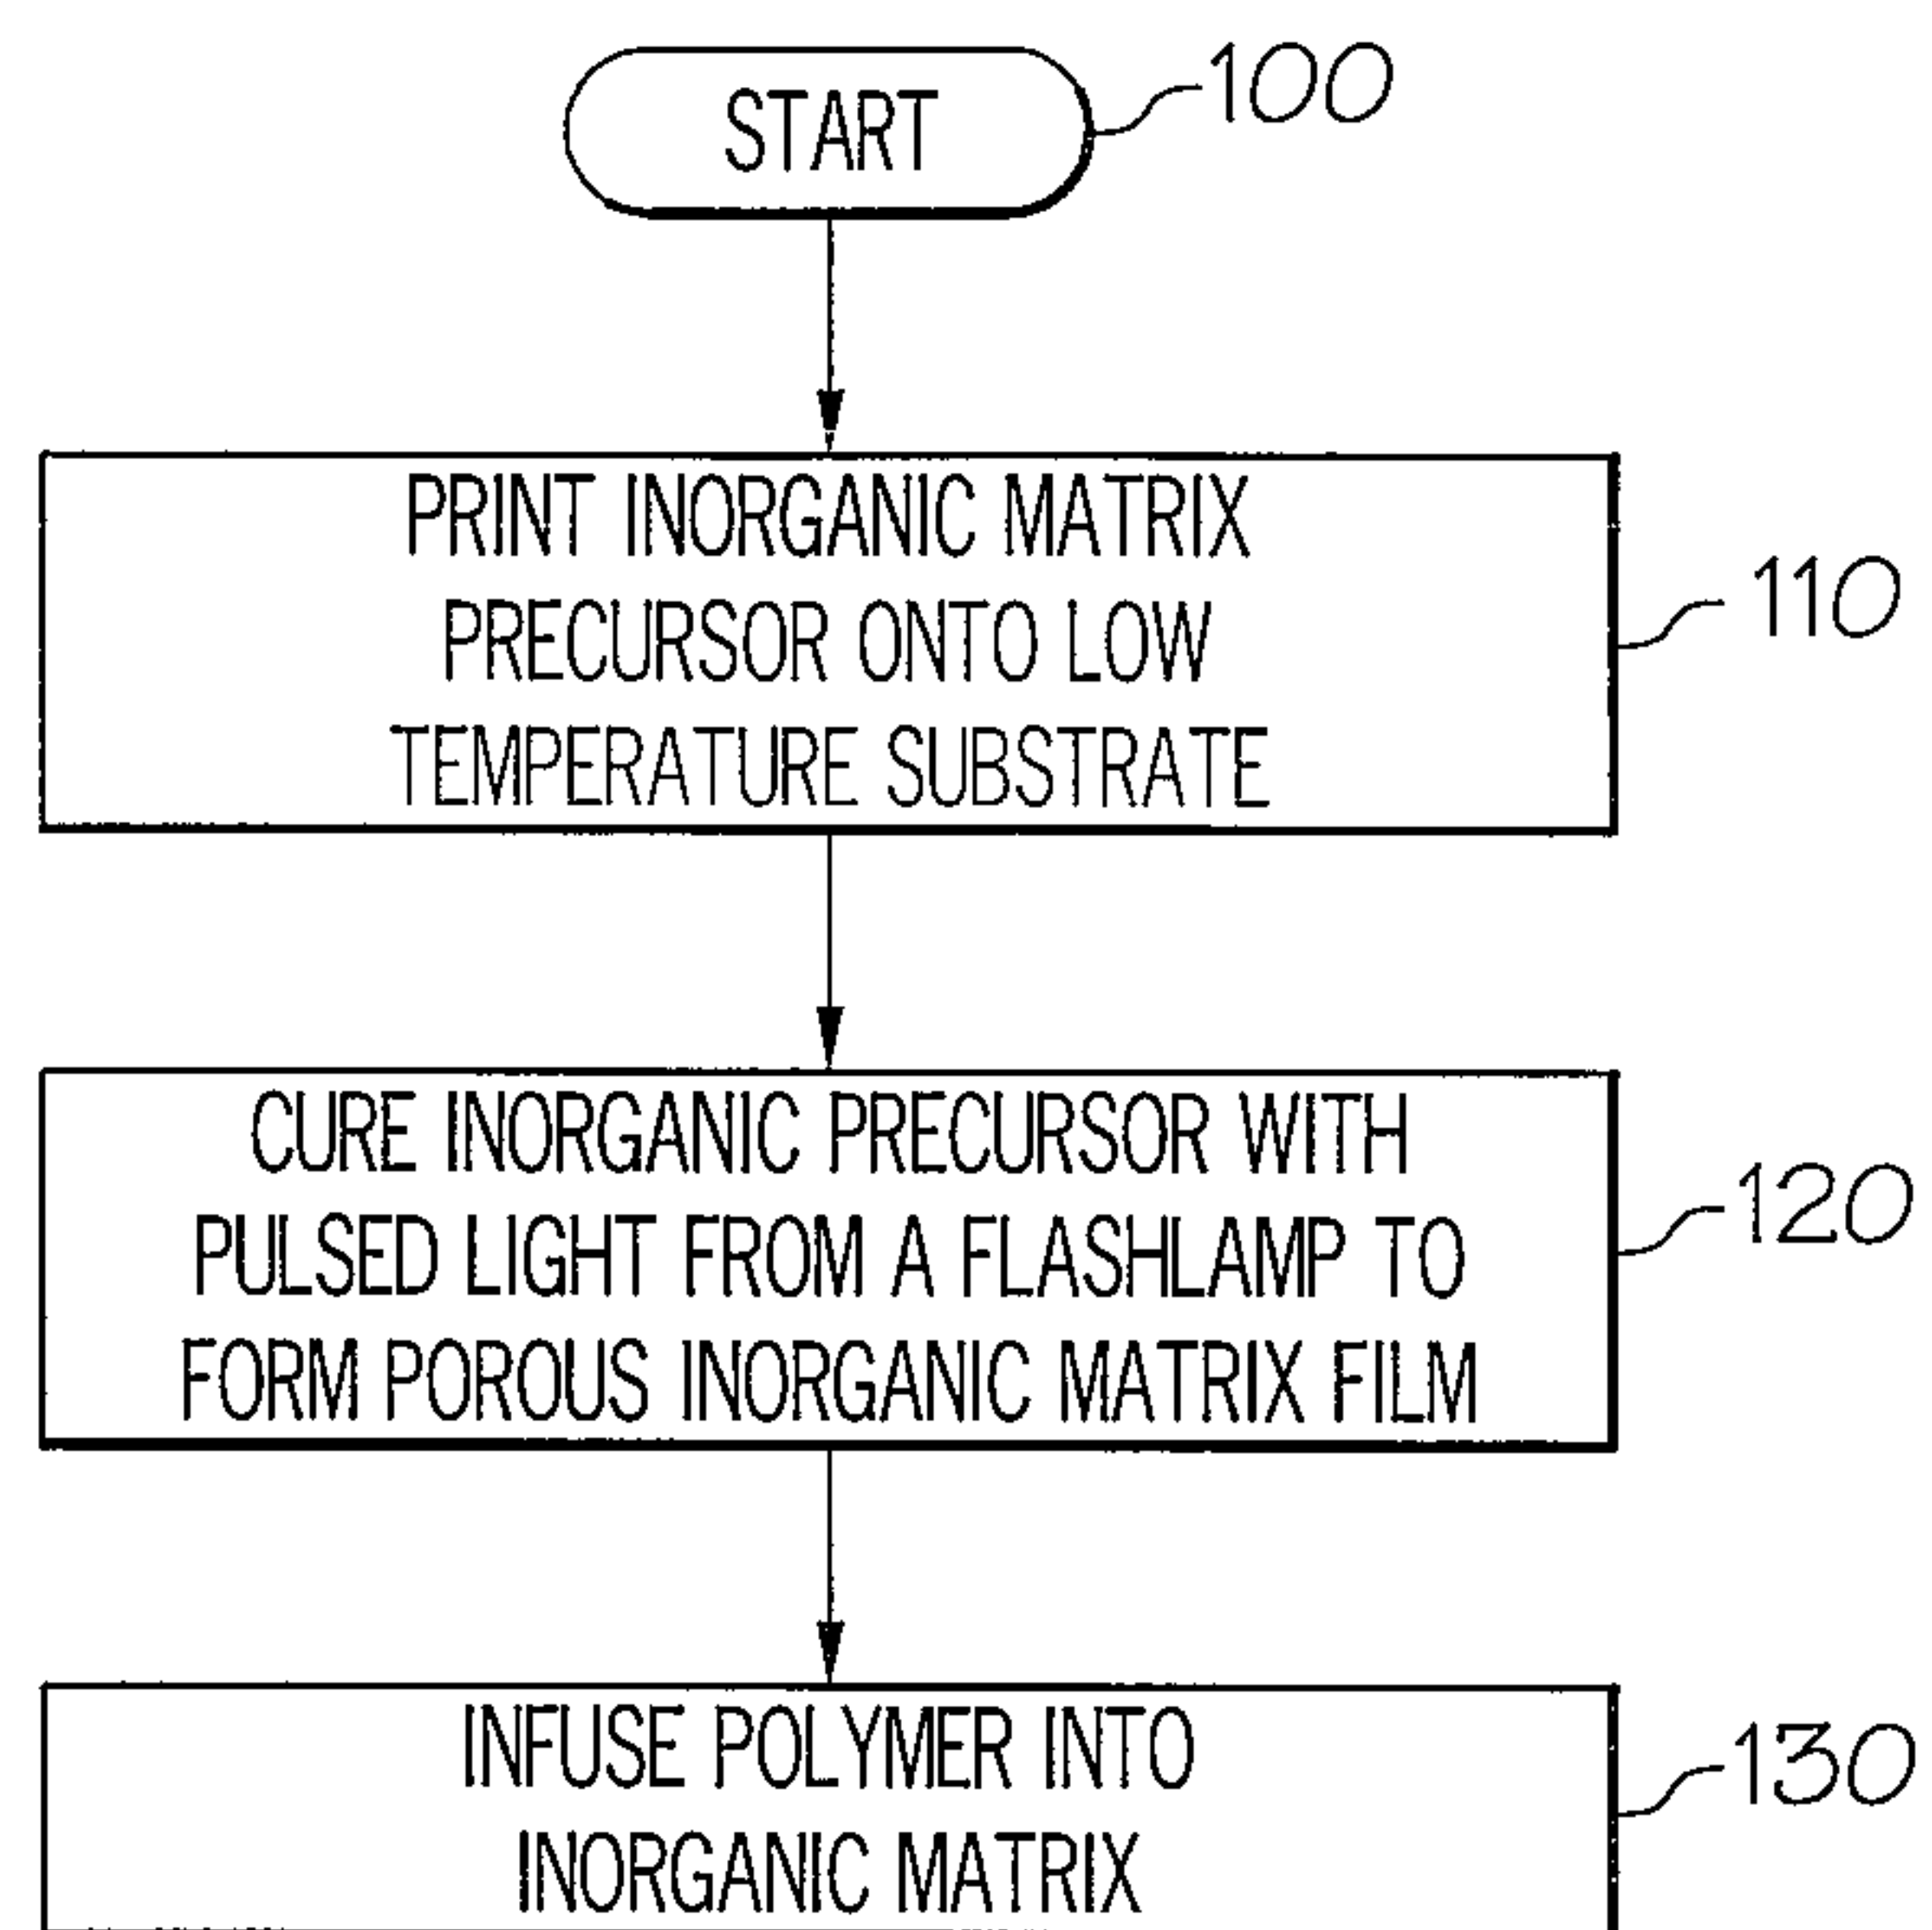 START
100
PRINT INORGANIC MATRIX
PRECURSOR ONTO LOW
TEMPERATURE SUBSTRATE
110
CURE INORGANIC PRECURSOR WITH
PULSED LIGHT FROM A FLASHLAMP TO
FORM POROUS INORGANIC MATRIX FILM
120
INFUSE POLYMER INTO
INORGANIC MATRIX
130